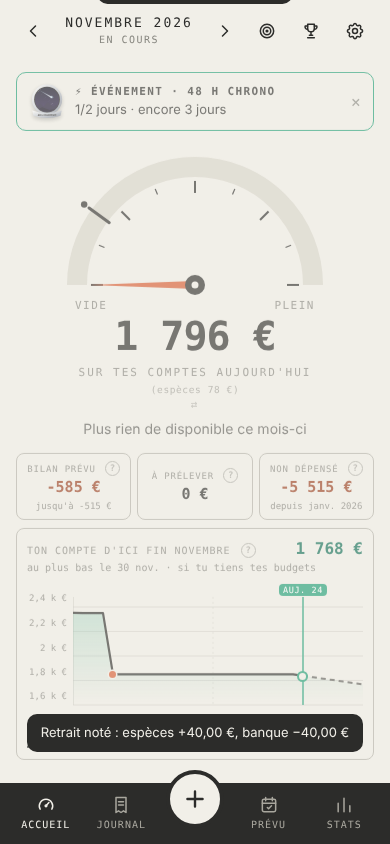 NOVEMBRE 2026
EN COURS
⚡ ÉVÉNEMENT · 48 H CHRONO
1/2 jours · encore 3 jours
×
VIDE
PLEIN
1 796 €
SUR TES COMPTES AUJOURD'HUI
(espèces 78 €)
⇄
Plus rien de disponible ce mois-ci
BILAN PRÉVU ?
-585 €
jusqu'à -515 €
À PRÉLEVER ?
0 €
NON DÉPENSÉ ?
-5 515 €
depuis janv. 2026
TON COMPTE D'ICI FIN NOVEMBRE ? 1 768 €
au plus bas le 30 nov. · si tu tiens tes budgets
AUJ. 24
2,4 k €
2,2 k €
2 k €
1,8 k €
1,6 k €
Retrait noté : espèces +40,00 €, banque −40,00 €
+
ACCUEIL
JOURNAL
PRÉVU
STATS